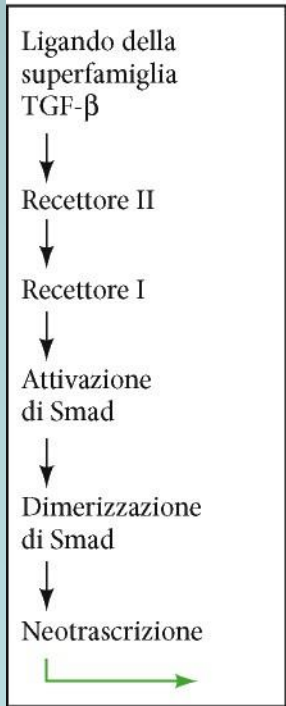 Ligando della
superfamiglia
TGF-β
Recettore II
Recettore I
Attivazione
di Smad
Dimerizzazione
di Smad
Neotrascrizione